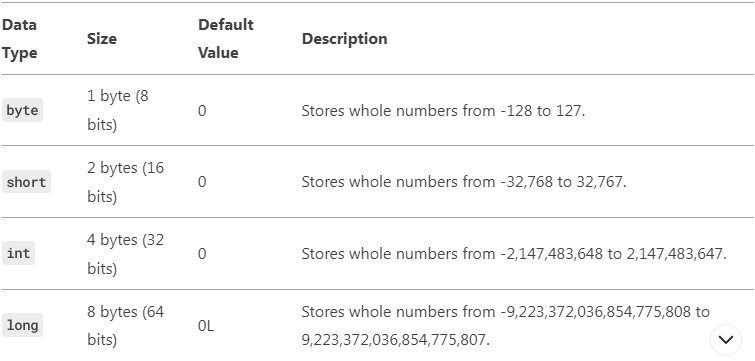 Data Type Size Default Value Description
byte 1 byte (8 bits) 0 Stores whole numbers from -128 to 127.
short 2 bytes (16 bits) 0 Stores whole numbers from -32,768 to 32,767.
int 4 bytes (32 bits) 0 Stores whole numbers from -2,147,483,648 to 2,147,483,647.
long 8 bytes (64 bits) 0L Stores whole numbers from -9,223,372,036,854,775,808 to
9,223,372,036,854,775,807.